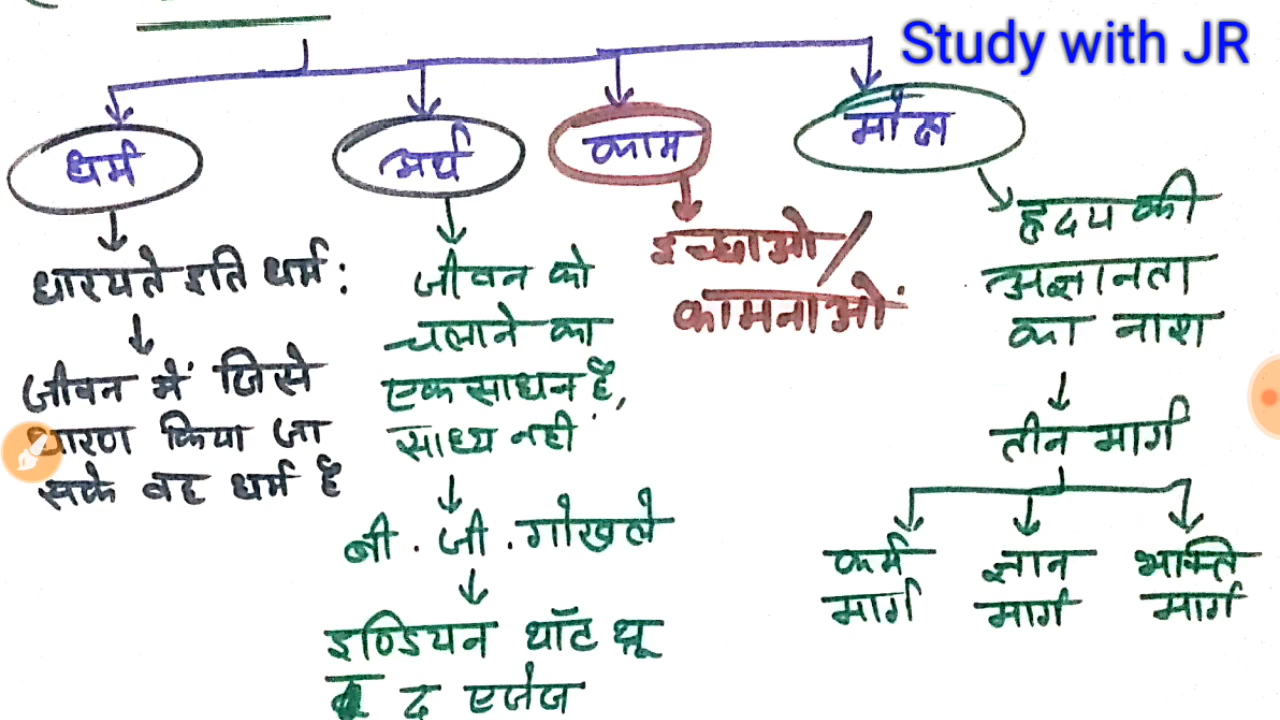 Study with JR
धर्म
अर्थ
काम
मोक्ष
धारयते इति धर्म:
जीवन में जिसे
धारण किया जा
सके वह धर्म है
जीवन को
चलाने का
एक साधन है,
साध्य नही
बी. जी. गोखले
इण्डियन थॉट थ्रू
द एजेज
इच्छाओ/
कामनाओं
ह्रदय की
अज्ञानता
का नाश
तीन मार्ग
कर्म
मार्ग
ज्ञान
मार्ग
भक्ति
मार्ग